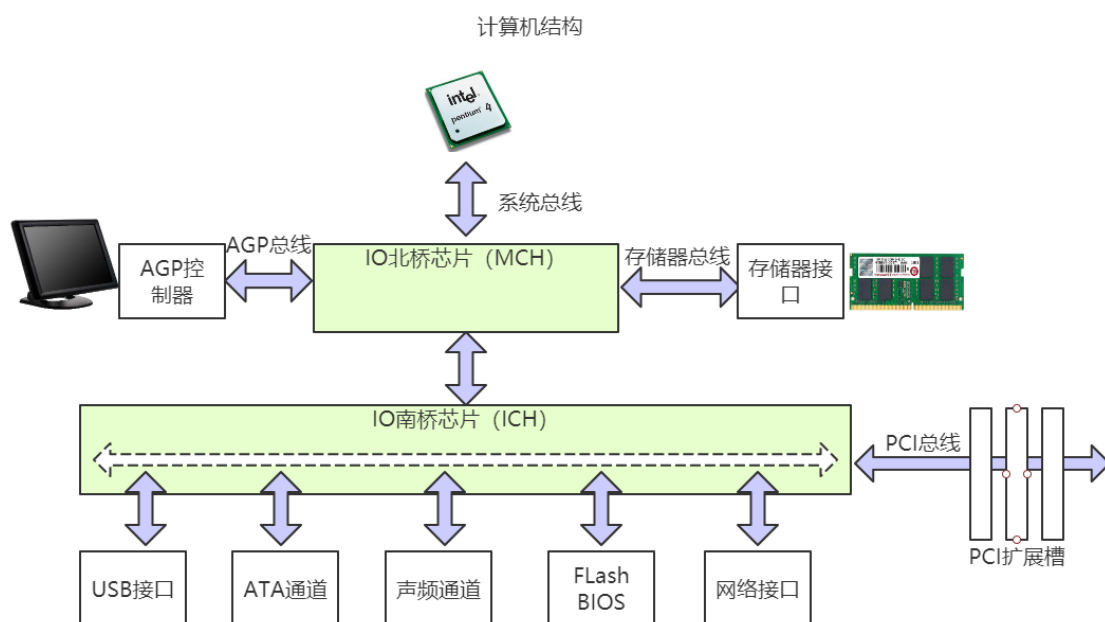 计算机结构
intel
pentium 4
系统总线
AGP总线
IO北桥芯片（MCH）
存储器总线
AGP控
制器
存储器接
口
IO南桥芯片（ICH）
PCI总线
PCI扩展槽
USB接口
ATA通道
声频通道
FLash
BIOS
网络接口